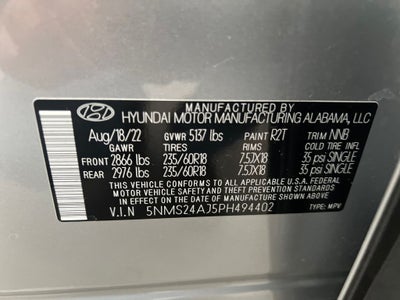 MANUFACTURED BY
HYUNDAI MOTOR MANUFACTURING ALABAMA, LLC
Aug/18/22 GVWR 5137 lbs PAINT R2T TRIM NNB
GAWR TIRES RIMS COLD TIRE INF.
FRONT 2866 lbs 235/60R18 7.5JX18 35 psi SINGLE
REAR 2976 lbs 235/60R18 7.5JX18 35 psi SINGLE
THIS VEHICLE CONFORMS TO ALL APPLICABLE U.S. FEDERAL
MOTOR VEHICLE SAFETY AND THEFT PREVENTION STANDARDS
IN EFFECT ON THE DATE OF MANUFACTURE SHOWN ABOVE.
V.I.N 5NMS24AJ5PH494402 TYPE: MPV